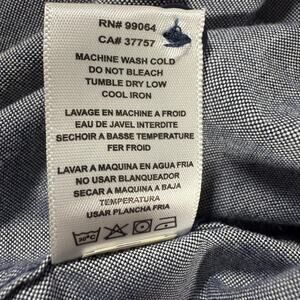 RN# 99064
CA# 37757
MACHINE WASH COLD
DO NOT BLEACH
TUMBLE DRY LOW
COOL IRON
LAVAGE EN MACHINE A FROID
EAU DE JAVEL INTERDITE
SECHOIR A BASSE TEMPERATURE
FER FROID
LAVAR A MAQUINA EN AGUA FRIA
NO USAR BLANQUEADOR
SECAR A MAQUINA A BAJA
TEMPERATURA
USAR PLANCHA FRIA
30°C